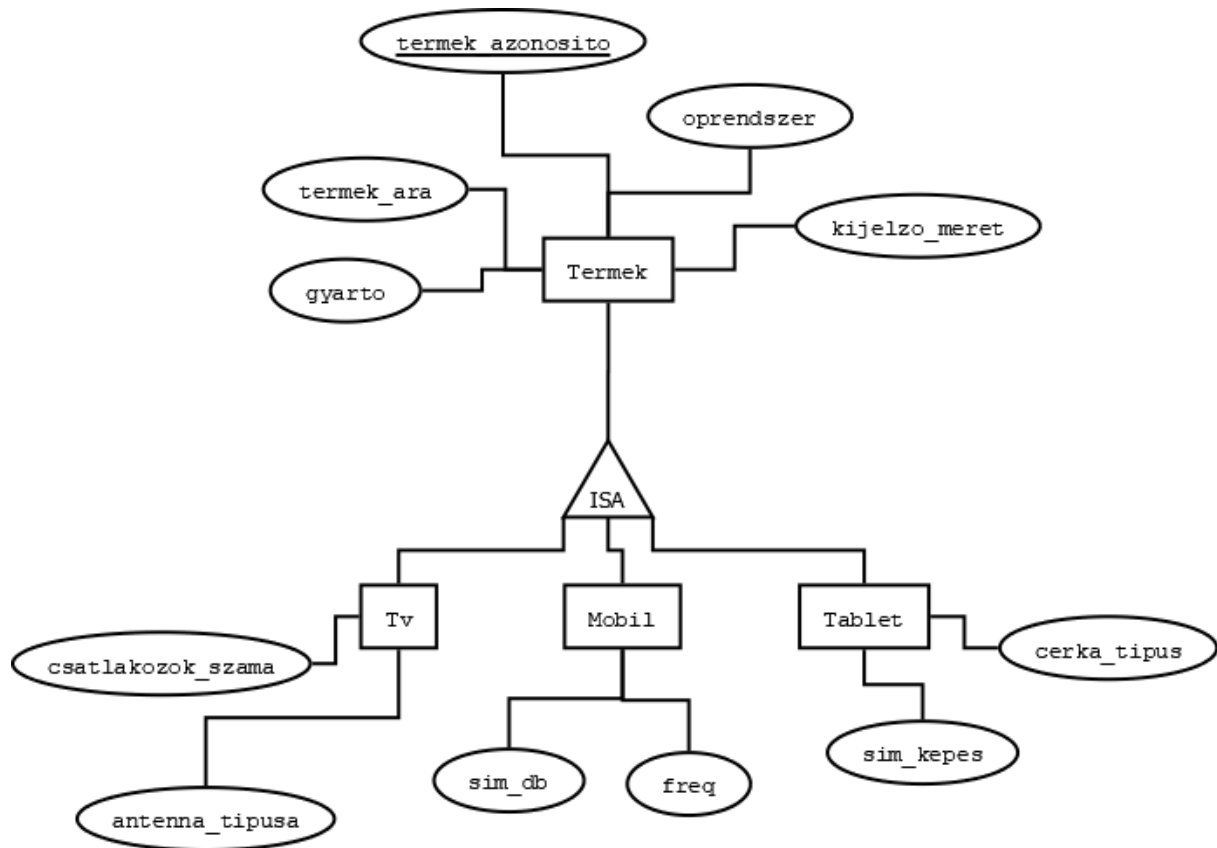 termek_azonosito
oprendszer
termek_ara
kijelzo_meret
Termek
gyarto
ISA
Tv
Mobil
Tablet
csatlakozok_szama
cerka_tipus
sim_kepes
sim_db
freq
antenna_tipusa